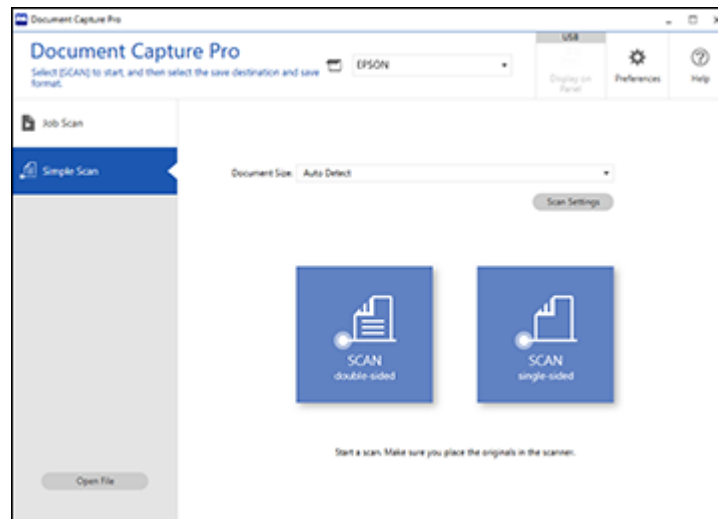 Document Capture Pro
Document Capture Pro
Select [SCAN] to start, and then select the save destination and save
format.
EPSON
USB
Display on
Panel
Preferences
Help
Job Scan
Simple Scan
Document Size:
Auto Detect
Scan Settings
SCAN
double-sided
SCAN
single-sided
Start a scan. Make sure you place the originals in the scanner.
Open File